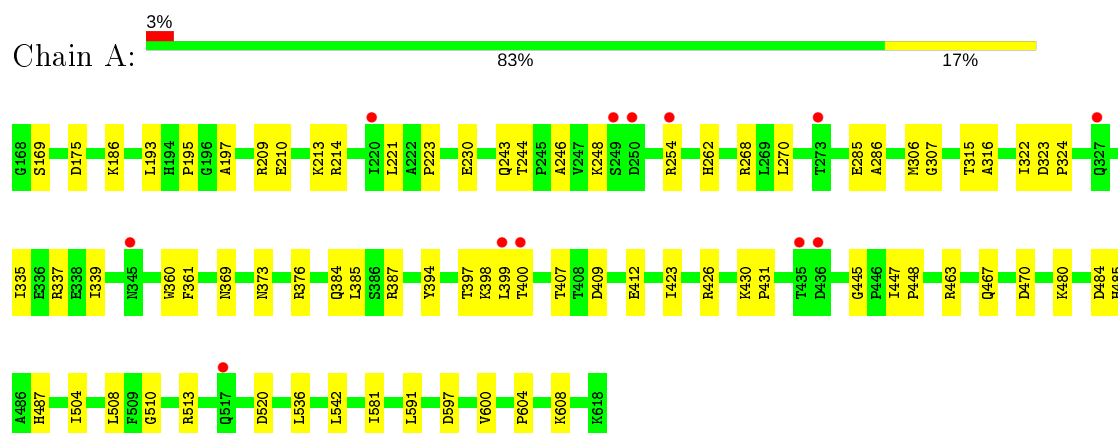 3%
Chain A:
83%
17%
G168 S169 D175 K186 L193 H194 P195 G196 A197 R209 E210 K213 R214 I220 L221 A222 P223 E230 Q243 T244 P245 A246 V247 K248 S249 D250 R254 H262 R268 L269 L270 T273 E285 A286 M306 G307 T315 A316 I322 D323 P324 Q327
I335 E336 R337 E338 I339 N345 W360 F361 N369 N373 R376 Q384 L385 S386 R387 Y394 T397 K398 L399 T400 T407 T408 D409 E412 I423 R426 K430 P431 T435 D436 G445 P446 I447 P448 R463 Q467 D470 K480 D484 H485
A486 H487 I504 L508 F509 G510 R513 Q517 D520 L536 L542 I581 L591 D597 V600 P604 K608 K618